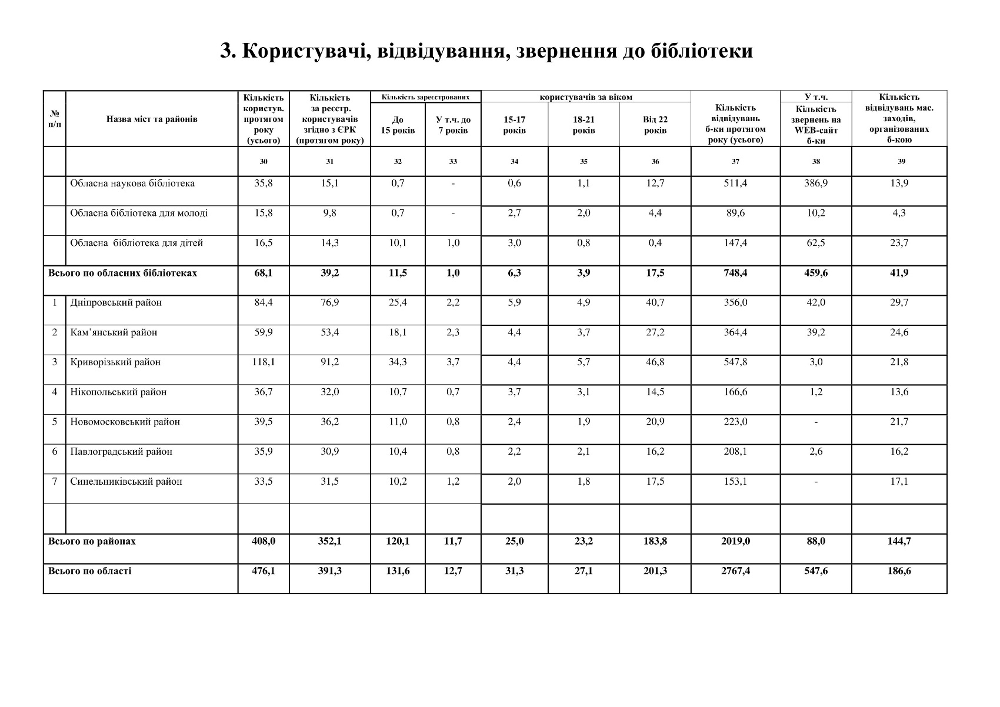 3. Користувачі, відвідування, звернення до бібліотеки
№ п/п
Назва міст та районів
Кількість користув. протягом року (усього)
Кількість за реєстр. користувачів згідно з ЄРК (протягом року)
Кількість зареєстрованих
користувачів за віком
До 15 років
У т.ч. до 7 років
15-17 років
18-21 років
Від 22 років
Кількість відвідувань б-ки протягом року (усього)
У т.ч.
Кількість звернень на WEB-сайт б-ки
Кількість відвідувань мас. заходів, організованих б-кою
30 31 32 33 34 35 36 37 38 39
Обласна наукова бібліотека 35,8 15,1 0,7 - 0,6 1,1 12,7 511,4 386,9 13,9
Обласна бібліотека для молоді 15,8 9,8 0,7 - 2,7 2,0 4,4 89,6 10,2 4,3
Обласна бібліотека для дітей 16,5 14,3 10,1 1,0 3,0 0,8 0,4 147,4 62,5 23,7
Всього по обласних бібліотеках 68,1 39,2 11,5 1,0 6,3 3,9 17,5 748,4 459,6 41,9
1 Дніпровський район 84,4 76,9 25,4 2,2 5,9 4,9 40,7 356,0 42,0 29,7
2 Кам’янський район 59,9 53,4 18,1 2,3 4,4 3,7 27,2 364,4 39,2 24,6
3 Криворізький район 118,1 91,2 34,3 3,7 4,4 5,7 46,8 547,8 3,0 21,8
4 Нікопольський район 36,7 32,0 10,7 0,7 3,7 3,1 14,5 166,6 1,2 13,6
5 Новомосковський район 39,5 36,2 11,0 0,8 2,4 1,9 20,9 223,0 - 21,7
6 Павлоградський район 35,9 30,9 10,4 0,8 2,2 2,1 16,2 208,1 2,6 16,2
7 Синельниківський район 33,5 31,5 10,2 1,2 2,0 1,8 17,5 153,1 - 17,1
Всього по районах 408,0 352,1 120,1 11,7 25,0 23,2 183,8 2019,0 88,0 144,7
Всього по області 476,1 391,3 131,6 12,7 31,3 27,1 201,3 2767,4 547,6 186,6